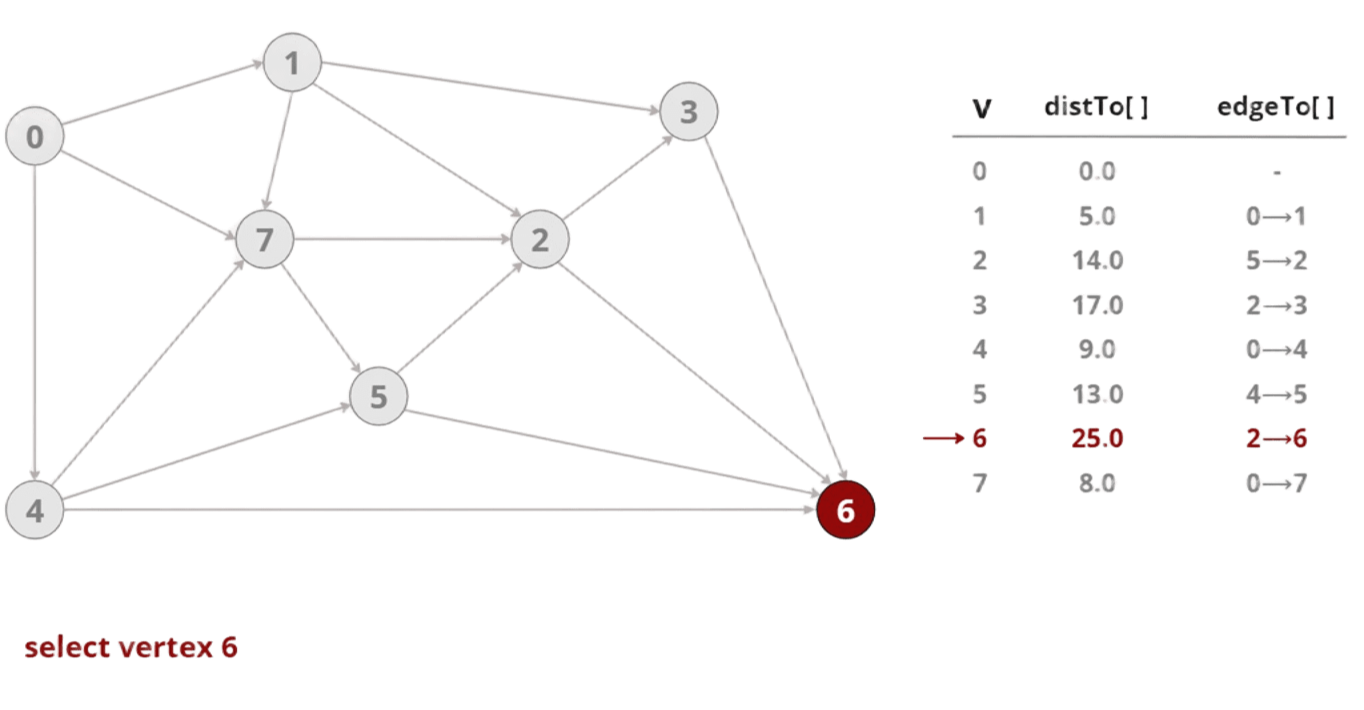 1
3
0
7
2
5
4
6
v distTo[ ] edgeTo[ ]
0 0.0 -
1 5.0 0→1
2 14.0 5→2
3 17.0 2→3
4 9.0 0→4
5 13.0 4→5
→ 6 25.0 2→6
7 8.0 0→7
select vertex 6